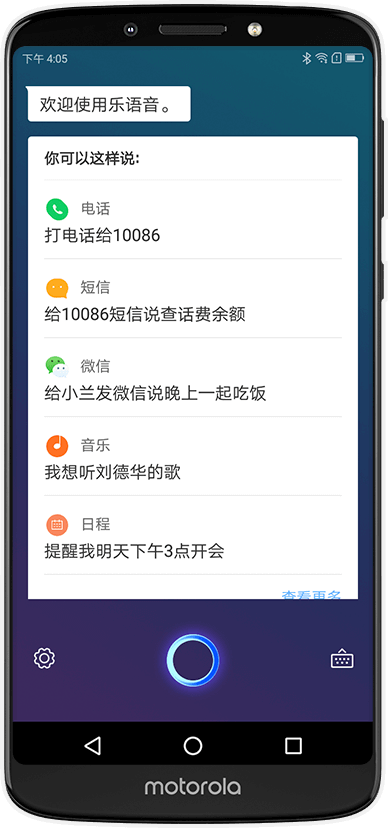 下午 4:05
欢迎使用乐语音。
你可以这样说:
电话
打电话给10086
短信
给10086短信说查话费余额
微信
给小兰发微信说晚上一起吃饭
音乐
我想听刘德华的歌
日程
提醒我明天下午3点开会
查看更多
motorola